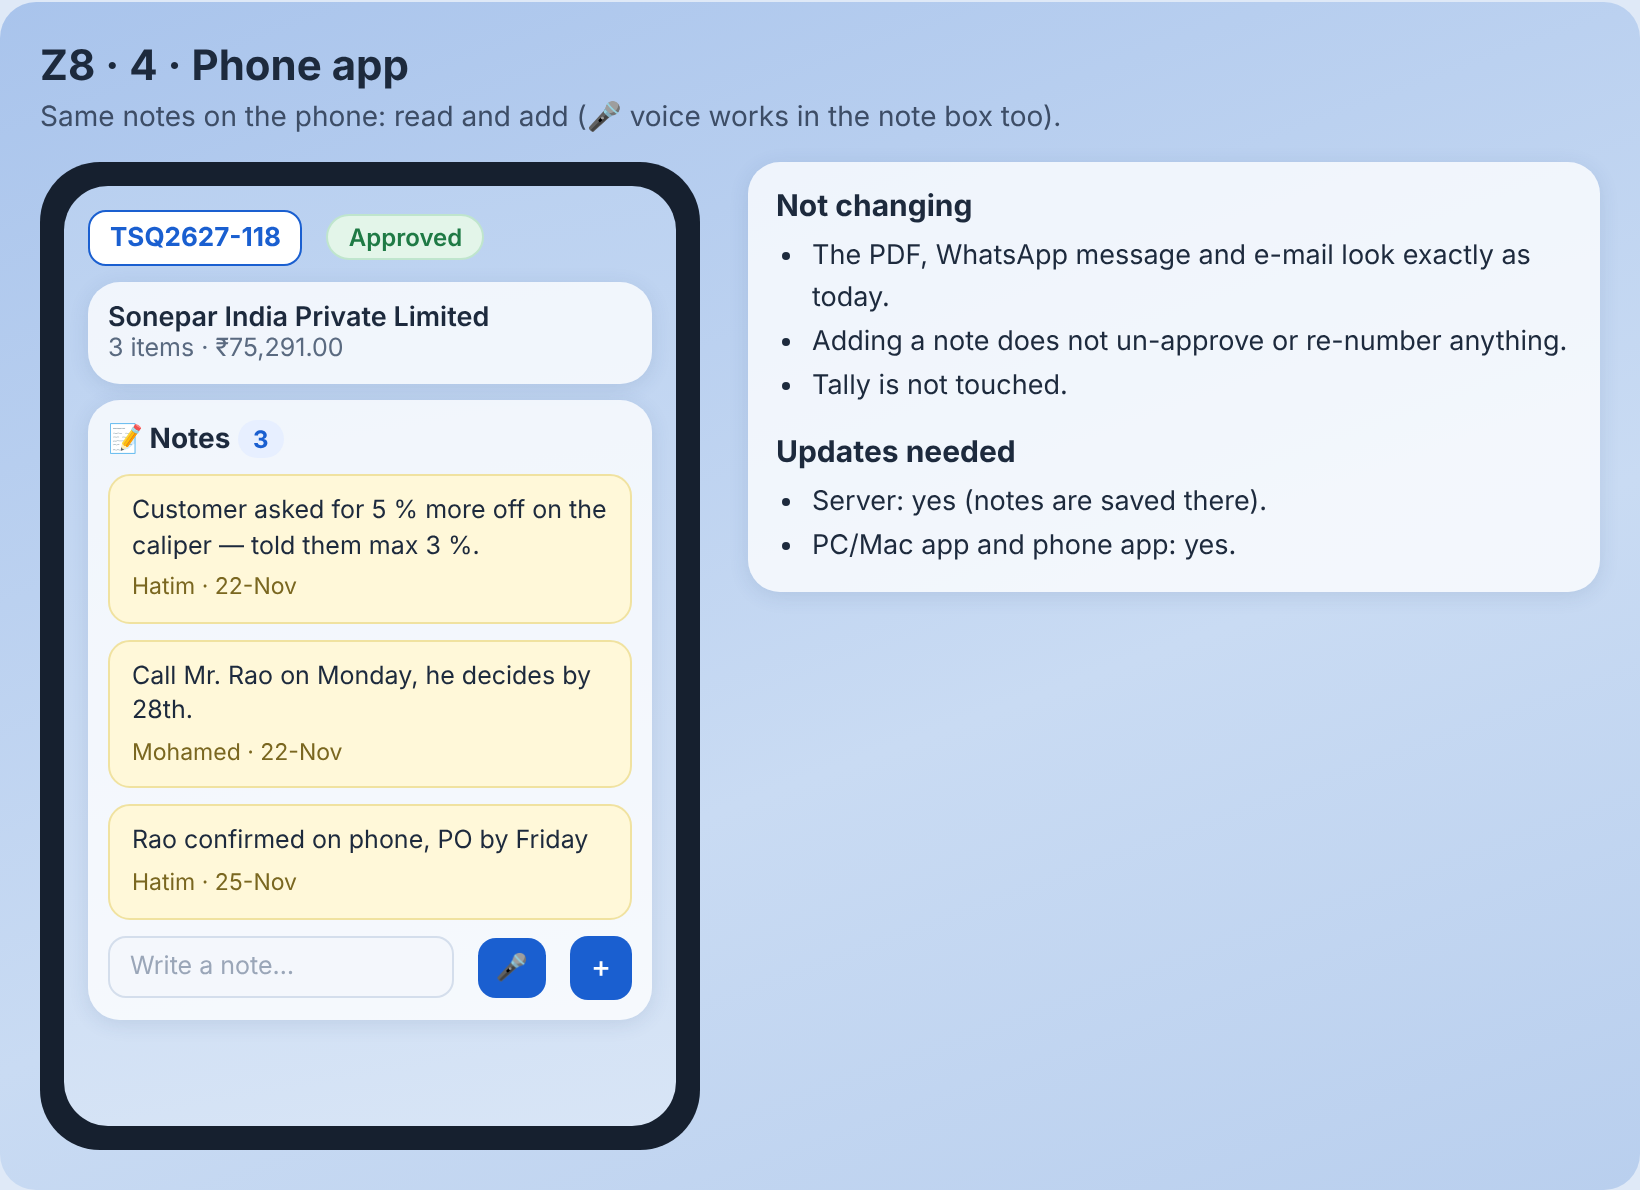 Z8 · 4 · Phone app
Same notes on the phone: read and add (🎤 voice works in the note box too).
TSQ2627-118
Approved
Sonepar India Private Limited
3 items · ₹75,291.00
📝 Notes 3
Customer asked for 5 % more off on the
caliper — told them max 3 %.
Hatim · 22-Nov
Call Mr. Rao on Monday, he decides by
28th.
Mohamed · 22-Nov
Rao confirmed on phone, PO by Friday
Hatim · 25-Nov
Write a note...
🎤
+
Not changing
• The PDF, WhatsApp message and e-mail look exactly as
today.
• Adding a note does not un-approve or re-number anything.
• Tally is not touched.
Updates needed
• Server: yes (notes are saved there).
• PC/Mac app and phone app: yes.